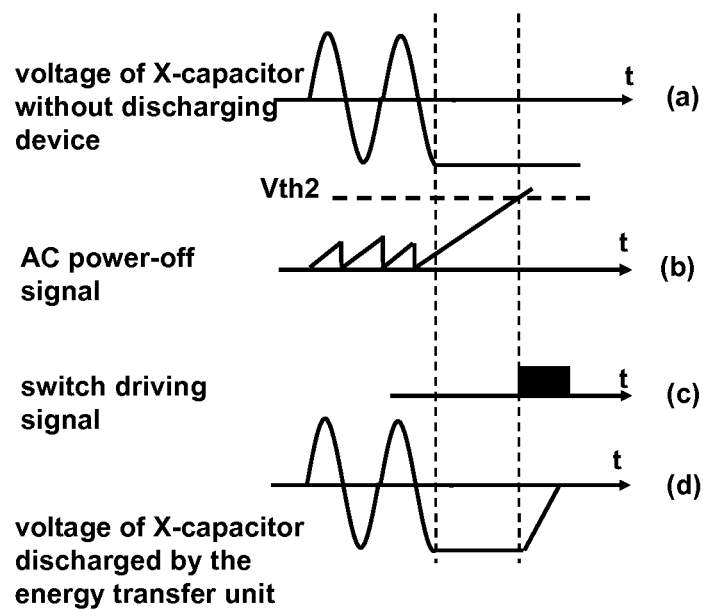 voltage of X-capacitor
without discharging
device
t
(a)
Vth2
AC power-off
signal
t
(b)
switch driving
signal
t
(c)
t
(d)
voltage of X-capacitor
discharged by the
energy transfer unit